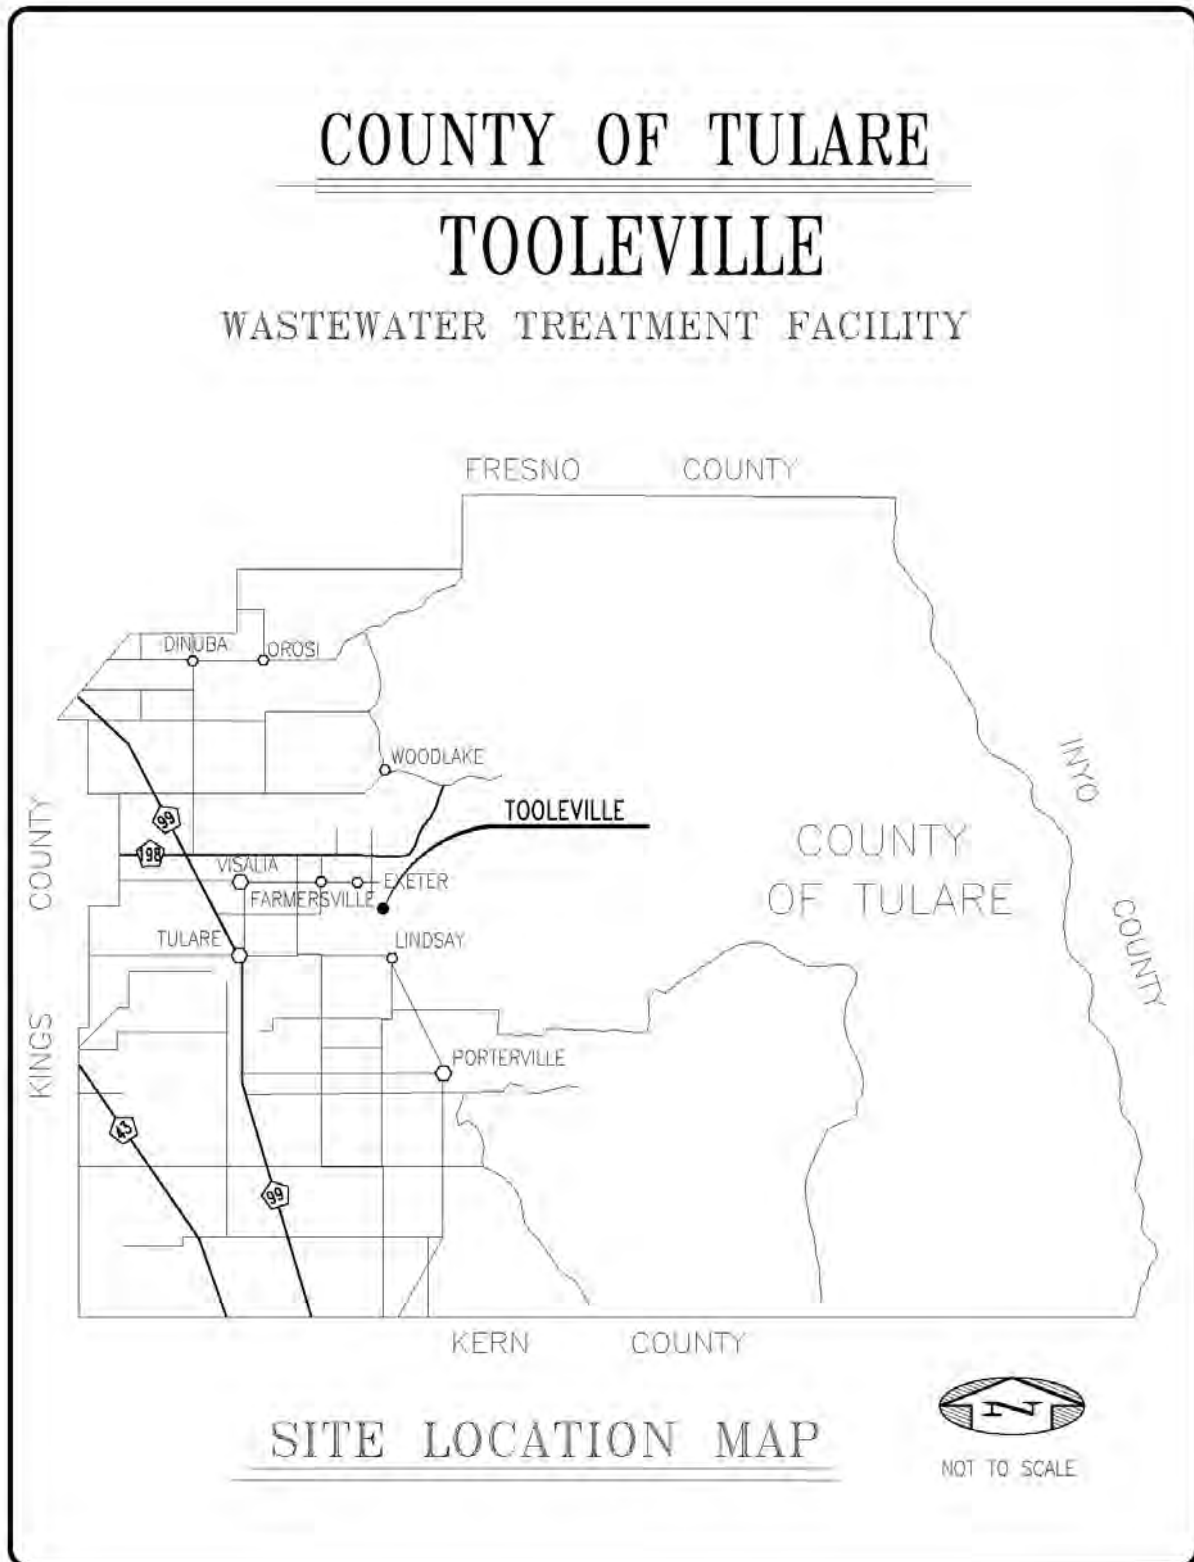 COUNTY OF TULARE
TOOLEVILLE
WASTEWATER TREATMENT FACILITY
FRESNO COUNTY
DINUBA
OROSI
WOODLAKE
INYO COUNTY
TOOLEVILLE
99
198
COUNTY
OF TULARE
VISALIA
EXETER
FARMERSVILLE
KINGS COUNTY
TULARE
LINDSAY
PORTERVILLE
43
99
KERN COUNTY
N
SITE LOCATION MAP
NOT TO SCALE